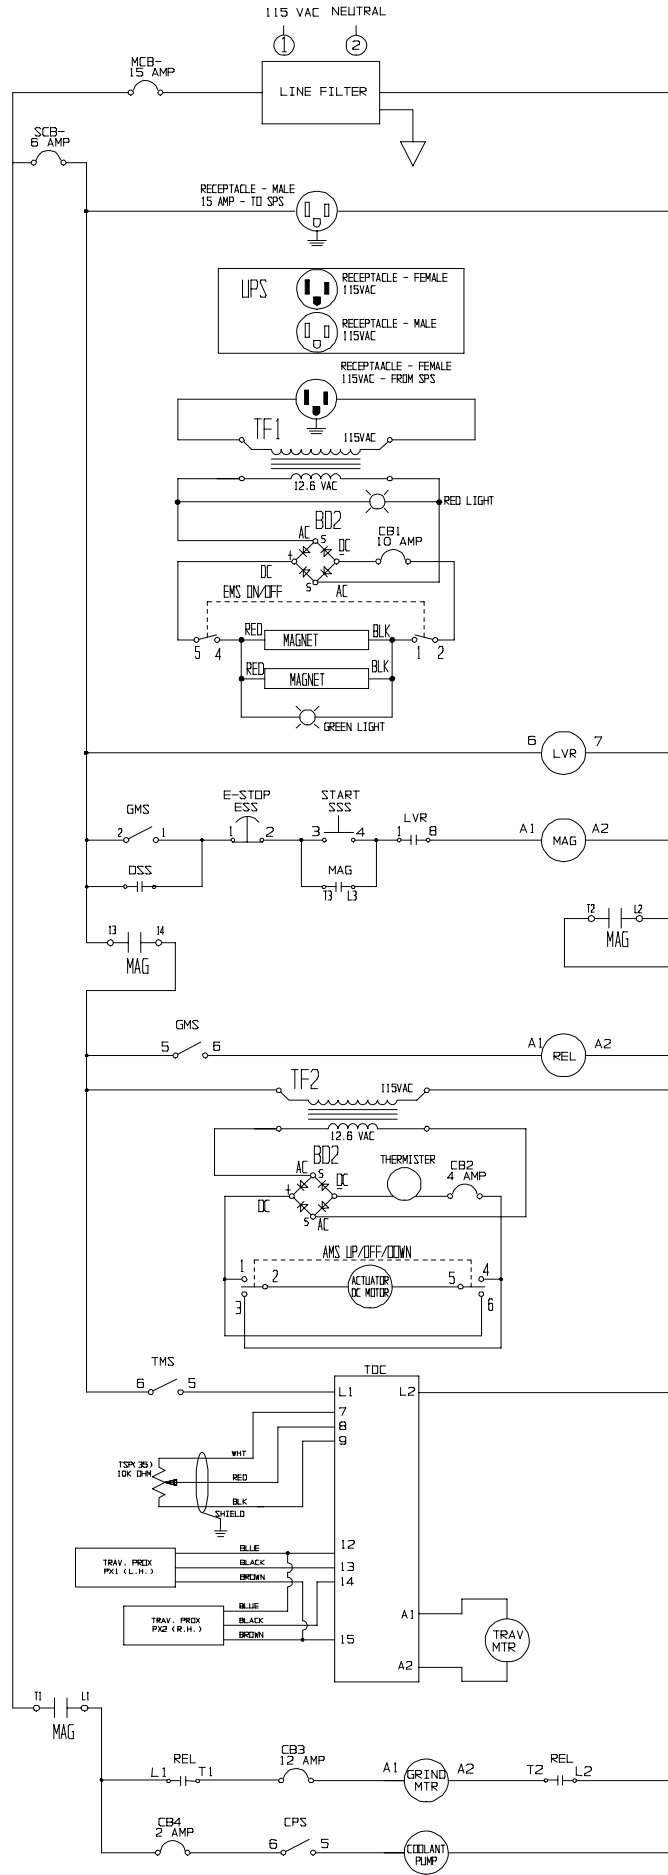 115 VAC NEUTRAL
1 2
MCB-
15 AMP
LINE FILTER
SCB-
6 AMP
RECEPTACLE - MALE
15 AMP - TO SPS
UPS
RECEPTACLE - FEMALE
115VAC
RECEPTACLE - MALE
115VAC
RECEPTAACLE - FEMALE
115VAC - FROM SPS
TF1
115VAC
12.6 VAC
RED LIGHT
BD2
AC S
DC
CB1
10 AMP
+
DC
S AC
EMS ON/OFF
RED MAGNET BLK
5 4
1 2
RED MAGNET BLK
GREEN LIGHT
6 LVR 7
E-STOP
ESS
START
SSS
GMS
LVR
2 1
1 2
3 4
1 8
A1 MAG A2
DSS
MAG
T3 L3
T2 L2
MAG
13 14
MAG
GMS
5 6
A1 REL A2
TF2
115VAC
12.6 VAC
BD2
AC S
DC
THERMISTER
CB2
4 AMP
+
DC
S AC
AMS UP/OFF/DOWN
1 2
ACTUATOR
DC MOTOR
5 4
3 6
TMS
6 5
TDC
L1 L2
7
8
9
WHT
TSP(35)
10K OHN
RED
BLK
SHIELD
BLUE 12
BLACK 13
BROWN 14
TRAV. PROX
PX1 (L.H.)
BLUE
BLACK
BROWN 15
TRAV. PROX
PX2 (R.H.)
A1
TRAV
MTR
A2
T1 L1
MAG
REL
L1 T1
CB3
12 AMP
A1 GRIND
MTR A2
REL
T2 L2
CB4
2 AMP
CPS
6 5
COOLANT
PUMP